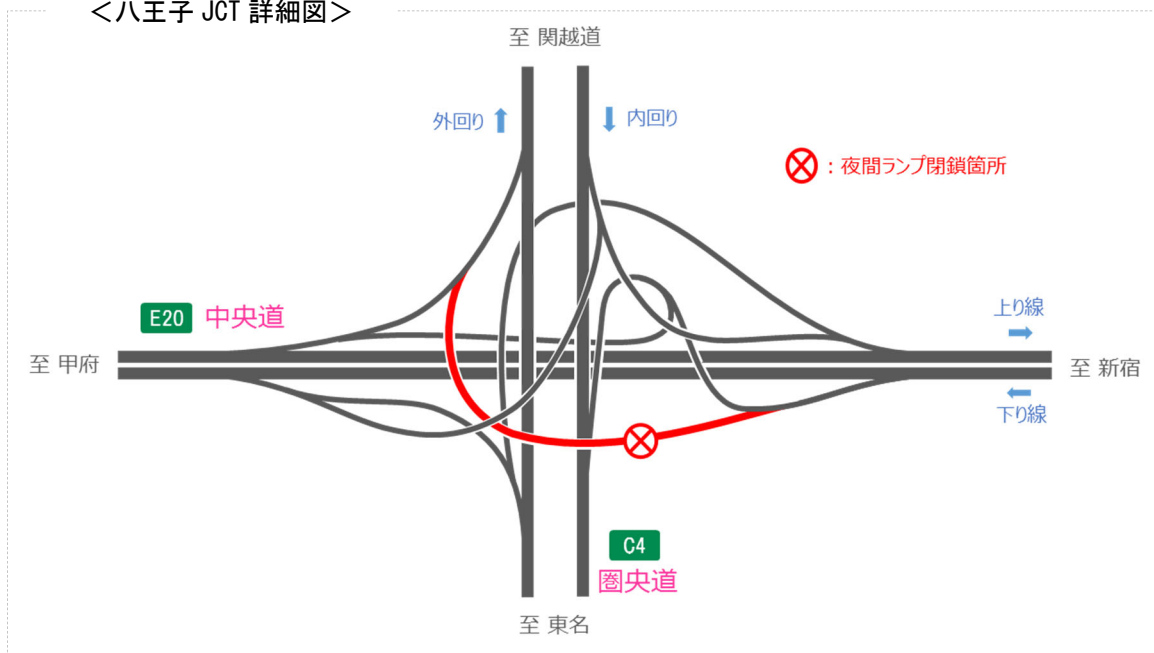 ＜八王子 JCT 詳細図＞
至 関越道
外回り
内回り
：夜間ランプ閉鎖箇所
E20 中央道
上り線
至 甲府
至 新宿
下り線
C4
圏央道
至 東名